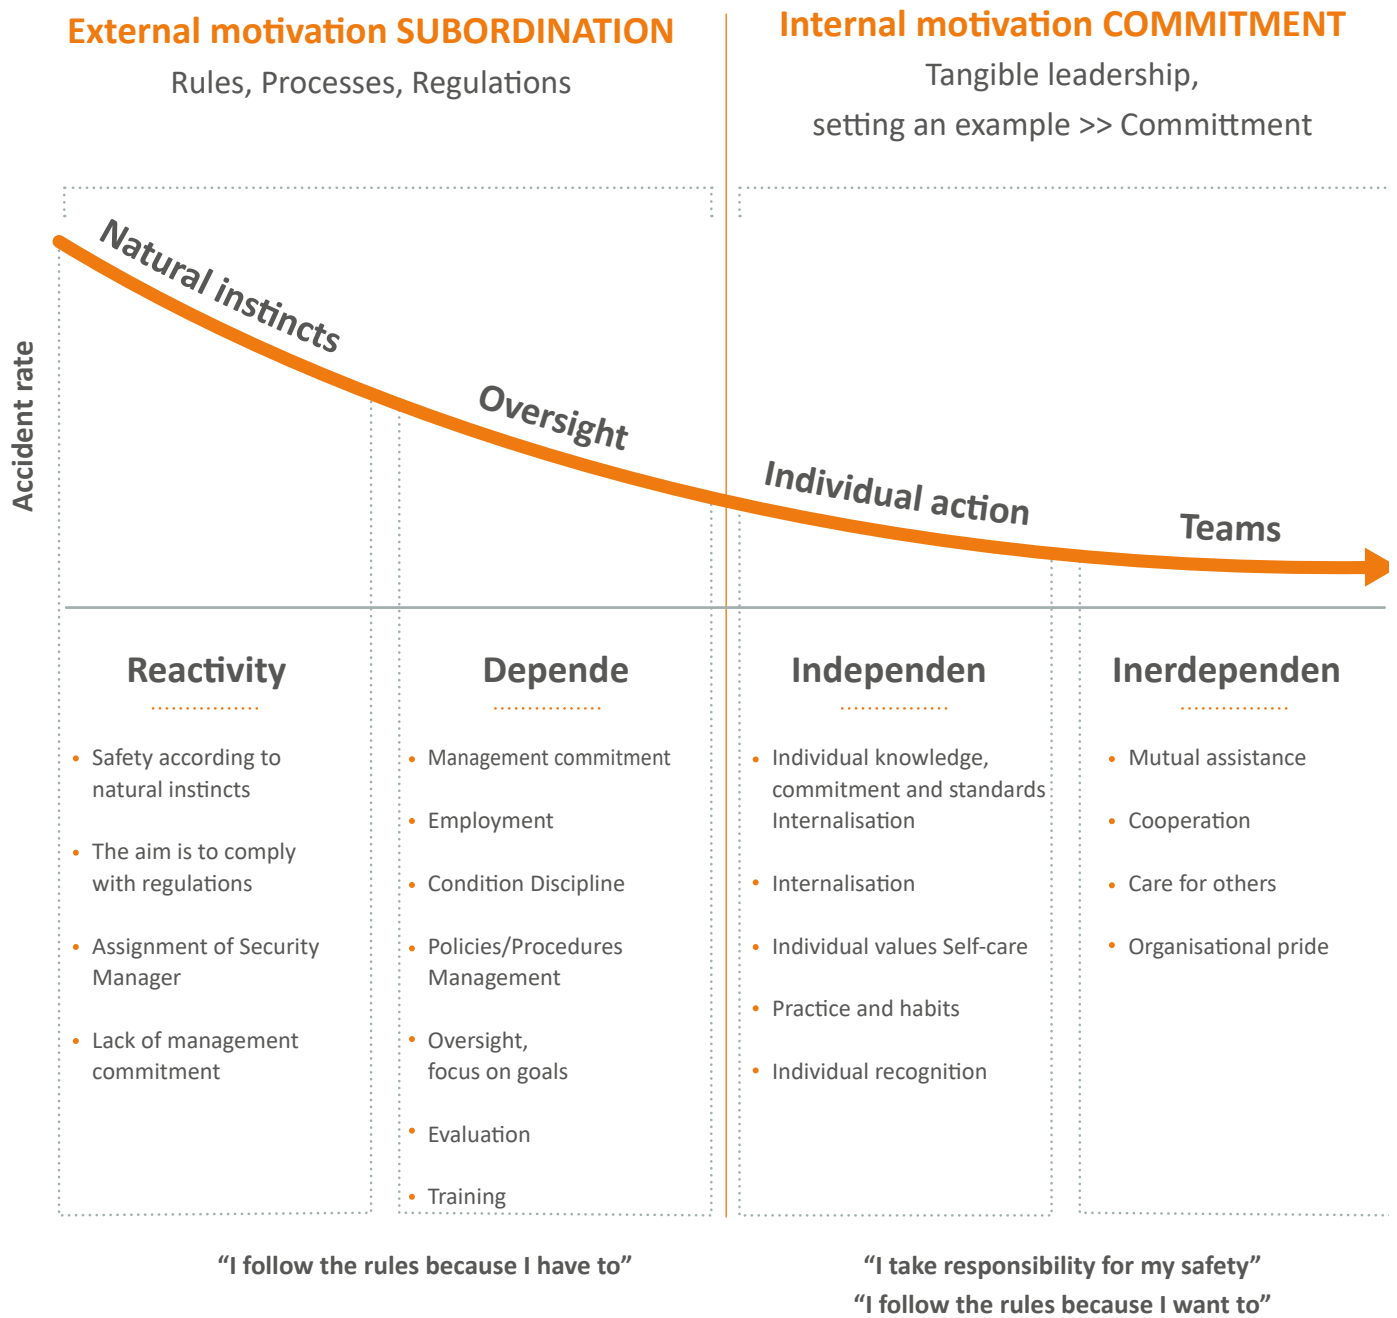 External motivation SUBORDINATION
Rules, Processes, Regulations
Internal motivation COMMITMENT
Tangible leadership,
setting an example >> Committment
Accident rate
Natural instincts
Oversight
Individual action
Teams
Reactivity
• Safety according to
natural instincts
• The aim is to comply
with regulations
• Assignment of Security
Manager
• Lack of management
commitment
Depende
• Management commitment
• Employment
• Condition Discipline
• Policies/Procedures
Management
• Oversight,
focus on goals
• Evaluation
• Training
Independen
• Individual knowledge,
commitment and standards
Internalisation
• Internalisation
• Individual values Self-care
• Practice and habits
• Individual recognition
Inerdependen
• Mutual assistance
• Cooperation
• Care for others
• Organisational pride
“I follow the rules because I have to”
“I take responsibility for my safety”
“I follow the rules because I want to”